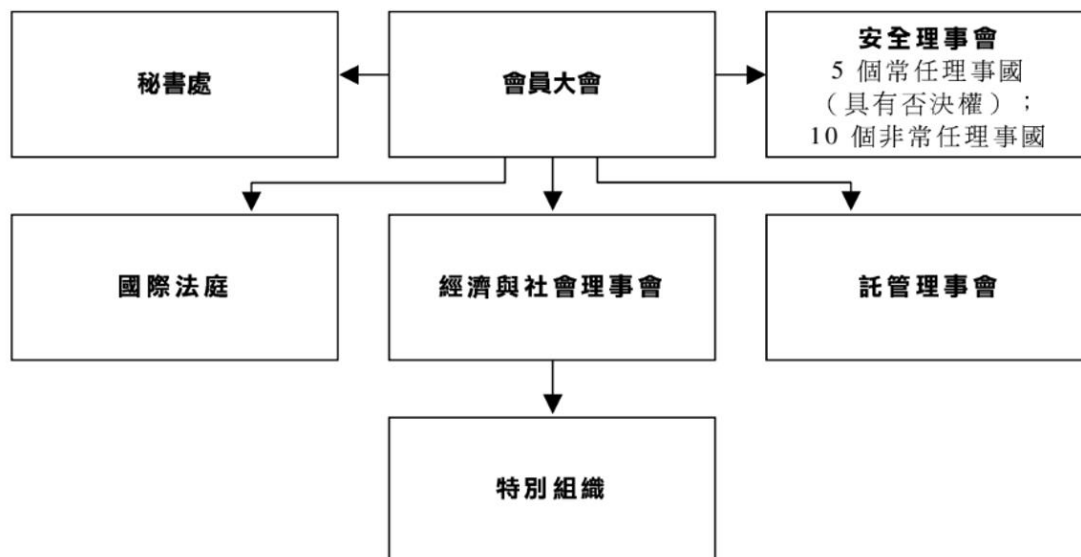 秘書處
會員大會
安全理事會
5 個常任理事國
（具有否決權）；
10 個非常任理事國
國際法庭
經濟與社會理事會
託管理事會
特別組織